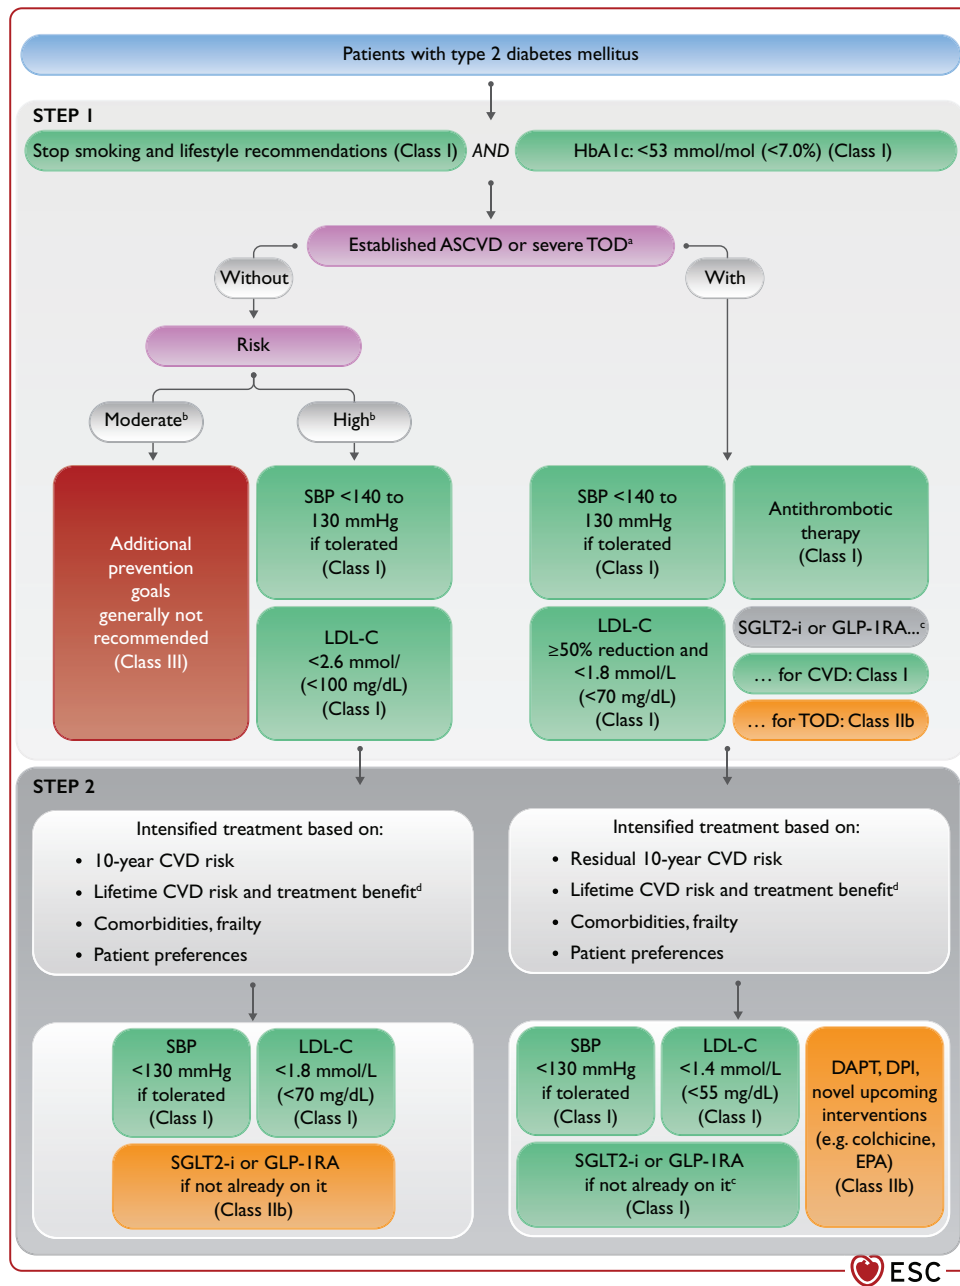 Patients with type 2 diabetes mellitus
STEP 1
Stop smoking and lifestyle recommendations (Class I)
AND
HbA1c: <53 mmol/mol (<7.0%) (Class I)
Established ASCVD or severe TODᵃ
Without
With
Risk
Moderateᵇ
Highᵇ
Additional
prevention
goals
generally not
recommended
(Class III)
SBP <140 to
130 mmHg
if tolerated
(Class I)
LDL-C
<2.6 mmol/
(<100 mg/dL)
(Class I)
SBP <140 to
130 mmHg
if tolerated
(Class I)
LDL-C
≥50% reduction and
<1.8 mmol/L
(<70 mg/dL)
(Class I)
Antithrombotic
therapy
(Class I)
SGLT2-i or GLP-1RA...ᶜ
... for CVD: Class I
... for TOD: Class IIb
STEP 2
Intensified treatment based on:
• 10-year CVD risk
• Lifetime CVD risk and treatment benefitᵈ
• Comorbidities, frailty
• Patient preferences
Intensified treatment based on:
• Residual 10-year CVD risk
• Lifetime CVD risk and treatment benefitᵈ
• Comorbidities, frailty
• Patient preferences
SBP
<130 mmHg
if tolerated
(Class I)
LDL-C
<1.8 mmol/L
(<70 mg/dL)
(Class I)
SGLT2-i or GLP-1RA
if not already on it
(Class IIb)
SBP
<130 mmHg
if tolerated
(Class I)
LDL-C
<1.4 mmol/L
(<55 mg/dL)
(Class I)
SGLT2-i or GLP-1RA
if not already on itᶜ
(Class I)
DAPT, DPI,
novel upcoming
interventions
(e.g. colchicine,
EPA)
(Class IIb)
ESC